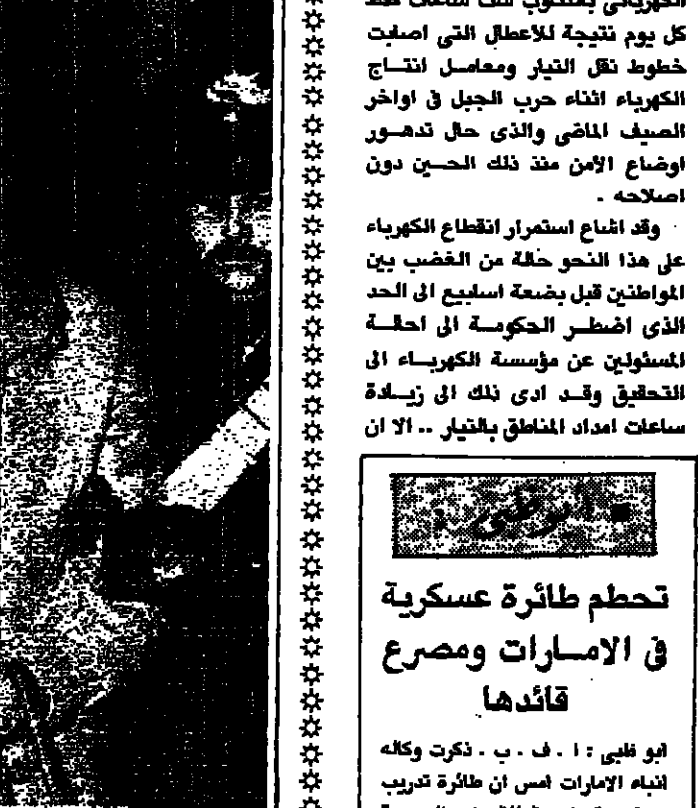 كل يوم نتيجة للأعطال التى اصابت
خطوط نقل التيار ومعامل انتاج
الكهرباء اثناء حرب الجبل فى اواخر
الصيف الماضى والذى حال تدهور
اوضاع الأمن منذ ذلك الحين دون
اصلاحه .
وقد اشاع استمرار انقطاع الكهرباء
على هذا النحو حالة من الغضب بين
المواطنين قبل بضعة اسابيع الى الحد
الذى اضطر الحكومة الى احالة
المسئولين عن مؤسسة الكهرباء الى
التحقيق وقد ادى ذلك الى زيادة
ساعات امداد المناطق بالتيار .. الا ان
ابوظبى :
تحطم طائرة عسكرية
فى الامارات ومصرع
قائدها
ابو ظبى : ا . ف . ب . ذكرت وكاله
انباء الامارات امس ان طائرة تدريب